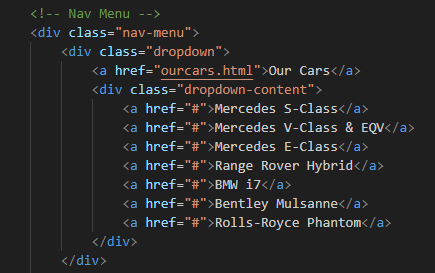 <!-- Nav Menu -->
<div class="nav-menu">
<div class="dropdown">
<a href="ourcars.html">Our Cars</a>
<div class="dropdown-content">
<a href="#">Mercedes S-Class</a>
<a href="#">Mercedes V-Class & EQV</a>
<a href="#">Mercedes E-Class</a>
<a href="#">Range Rover Hybrid</a>
<a href="#">BMW i7</a>
<a href="#">Bentley Mulsanne</a>
<a href="#">Rolls-Royce Phantom</a>
</div>
</div>